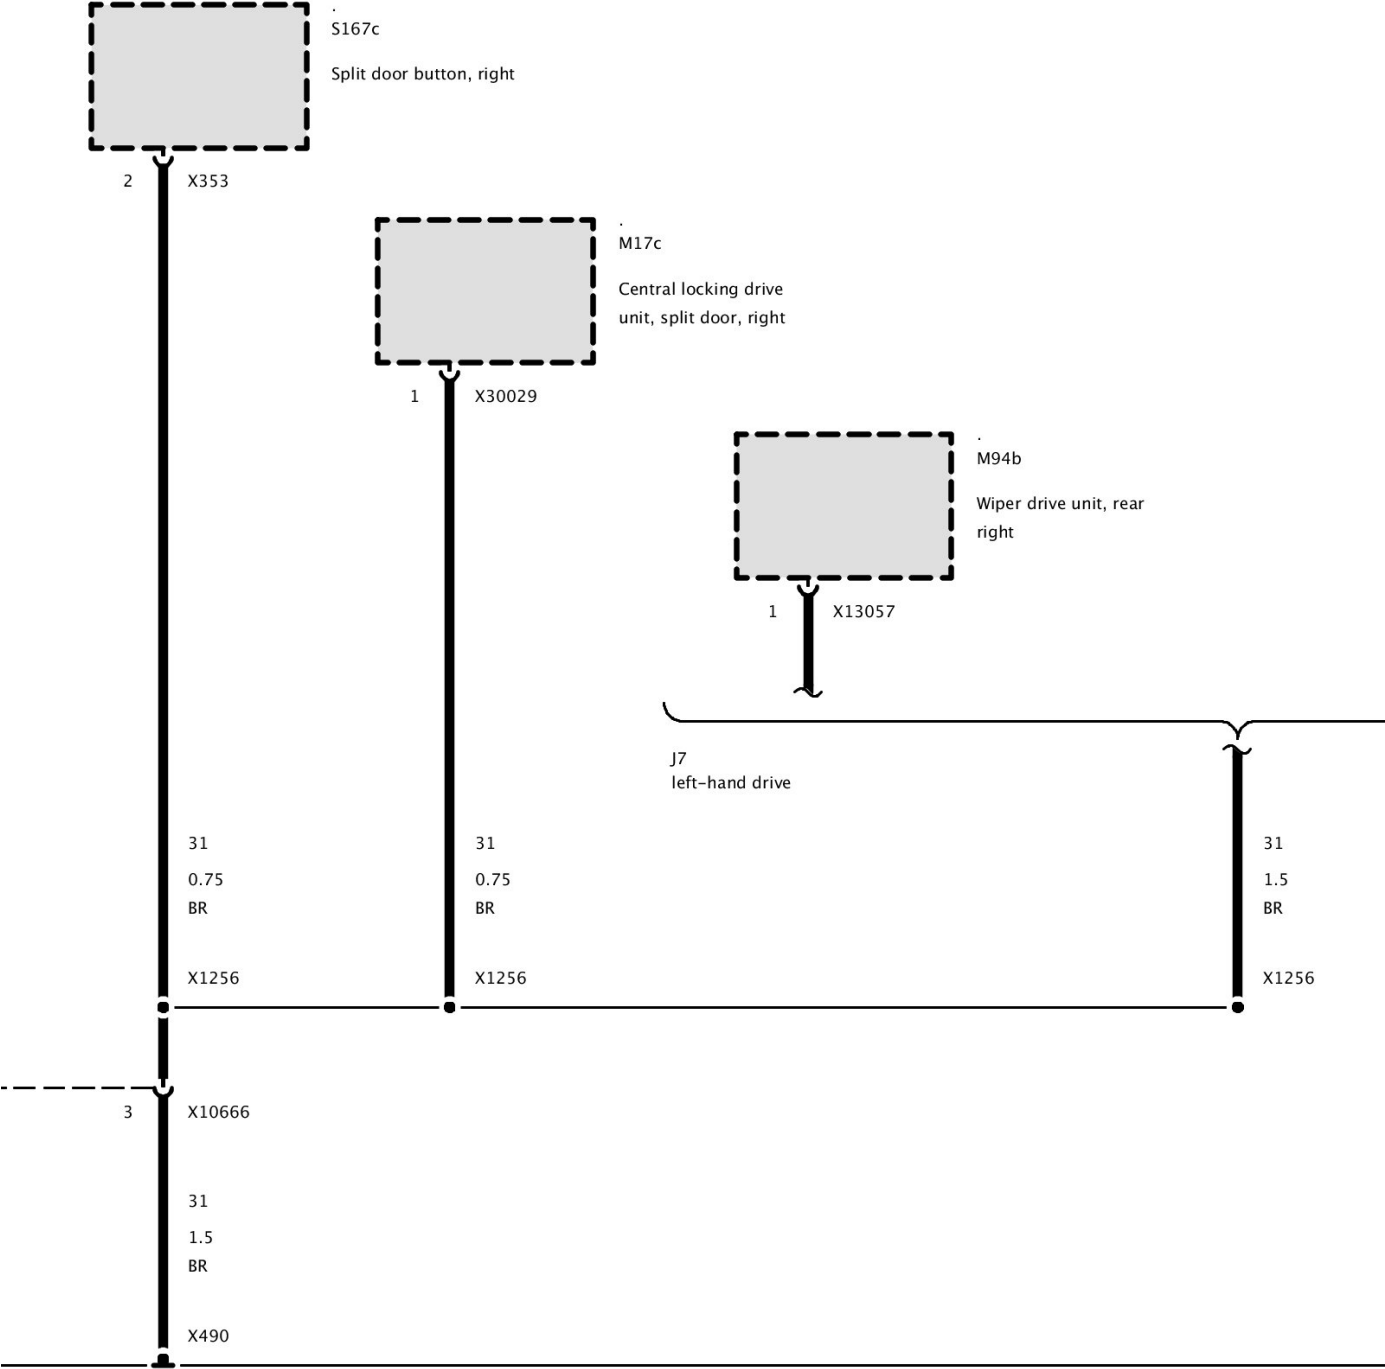 .
S167c
Split door button, right
2 X353
.
M17c
Central locking drive
unit, split door, right
1 X30029
.
M94b
Wiper drive unit, rear
right
1 X13057
J7
left-hand drive
31 31 31
0.75 0.75 1.5
BR BR BR
X1256 X1256 X1256
3 X10666
31
1.5
BR
X490